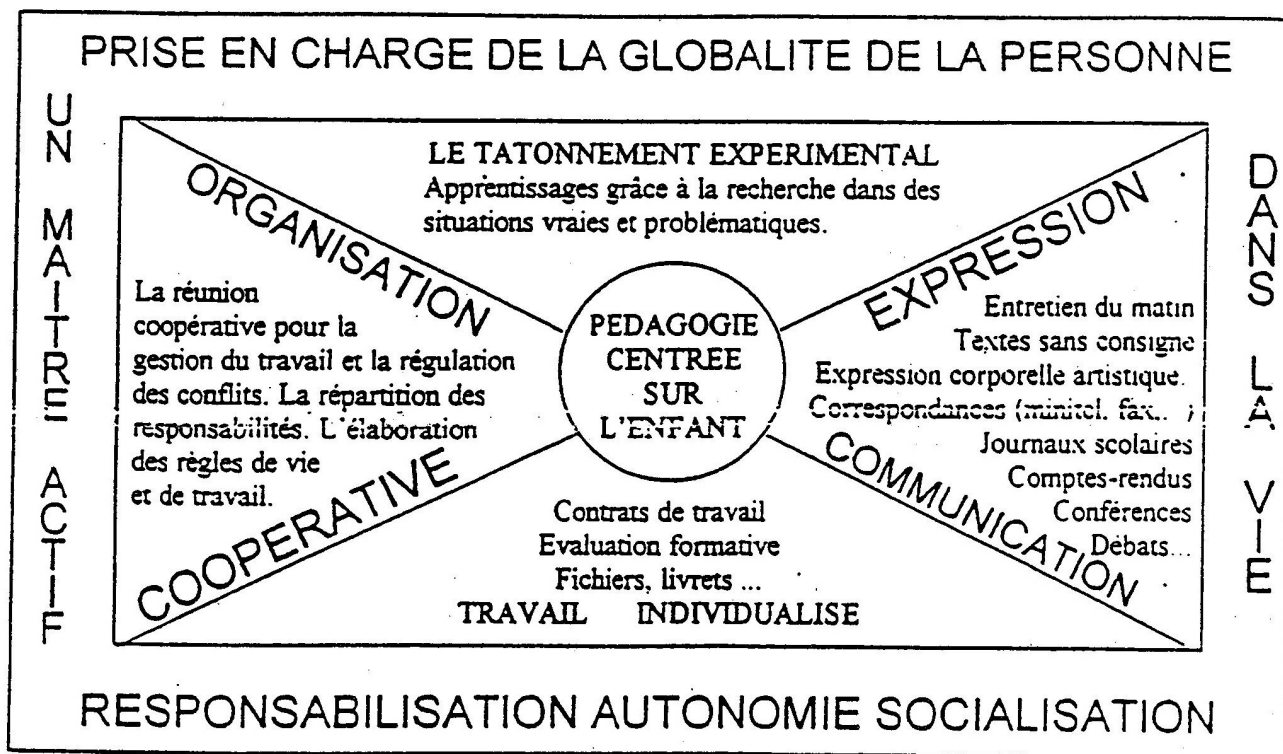 PRISE EN CHARGE DE LA GLOBALITE DE LA PERSONNE
UN MAITRE ACTIF
ORGANISATION
COOPERATIVE
La réunion
coopérative pour la
gestion du travail et la régulation
des conflits. La répartition des
responsabilités. L'élaboration
des règles de vie
et de travail.
LE TATONNEMENT EXPERIMENTAL
Apprentissages grâce à la recherche dans des
situations vraies et problématiques.
PEDAGOGIE
CENTREE
SUR
L'ENFANT
EXPRESSION
COMMUNICATION
Entretien du matin
Textes sans consigne
Expression corporelle artistique.
Correspondances (minitel, fax...)
Journaux scolaires
Comptes-rendus
Conférences
Débats...
Contrats de travail
Evaluation formative
Fichiers, livrets ...
TRAVAIL INDIVIDUALISE
DANS LA VIE
RESPONSABILISATION AUTONOMIE SOCIALISATION